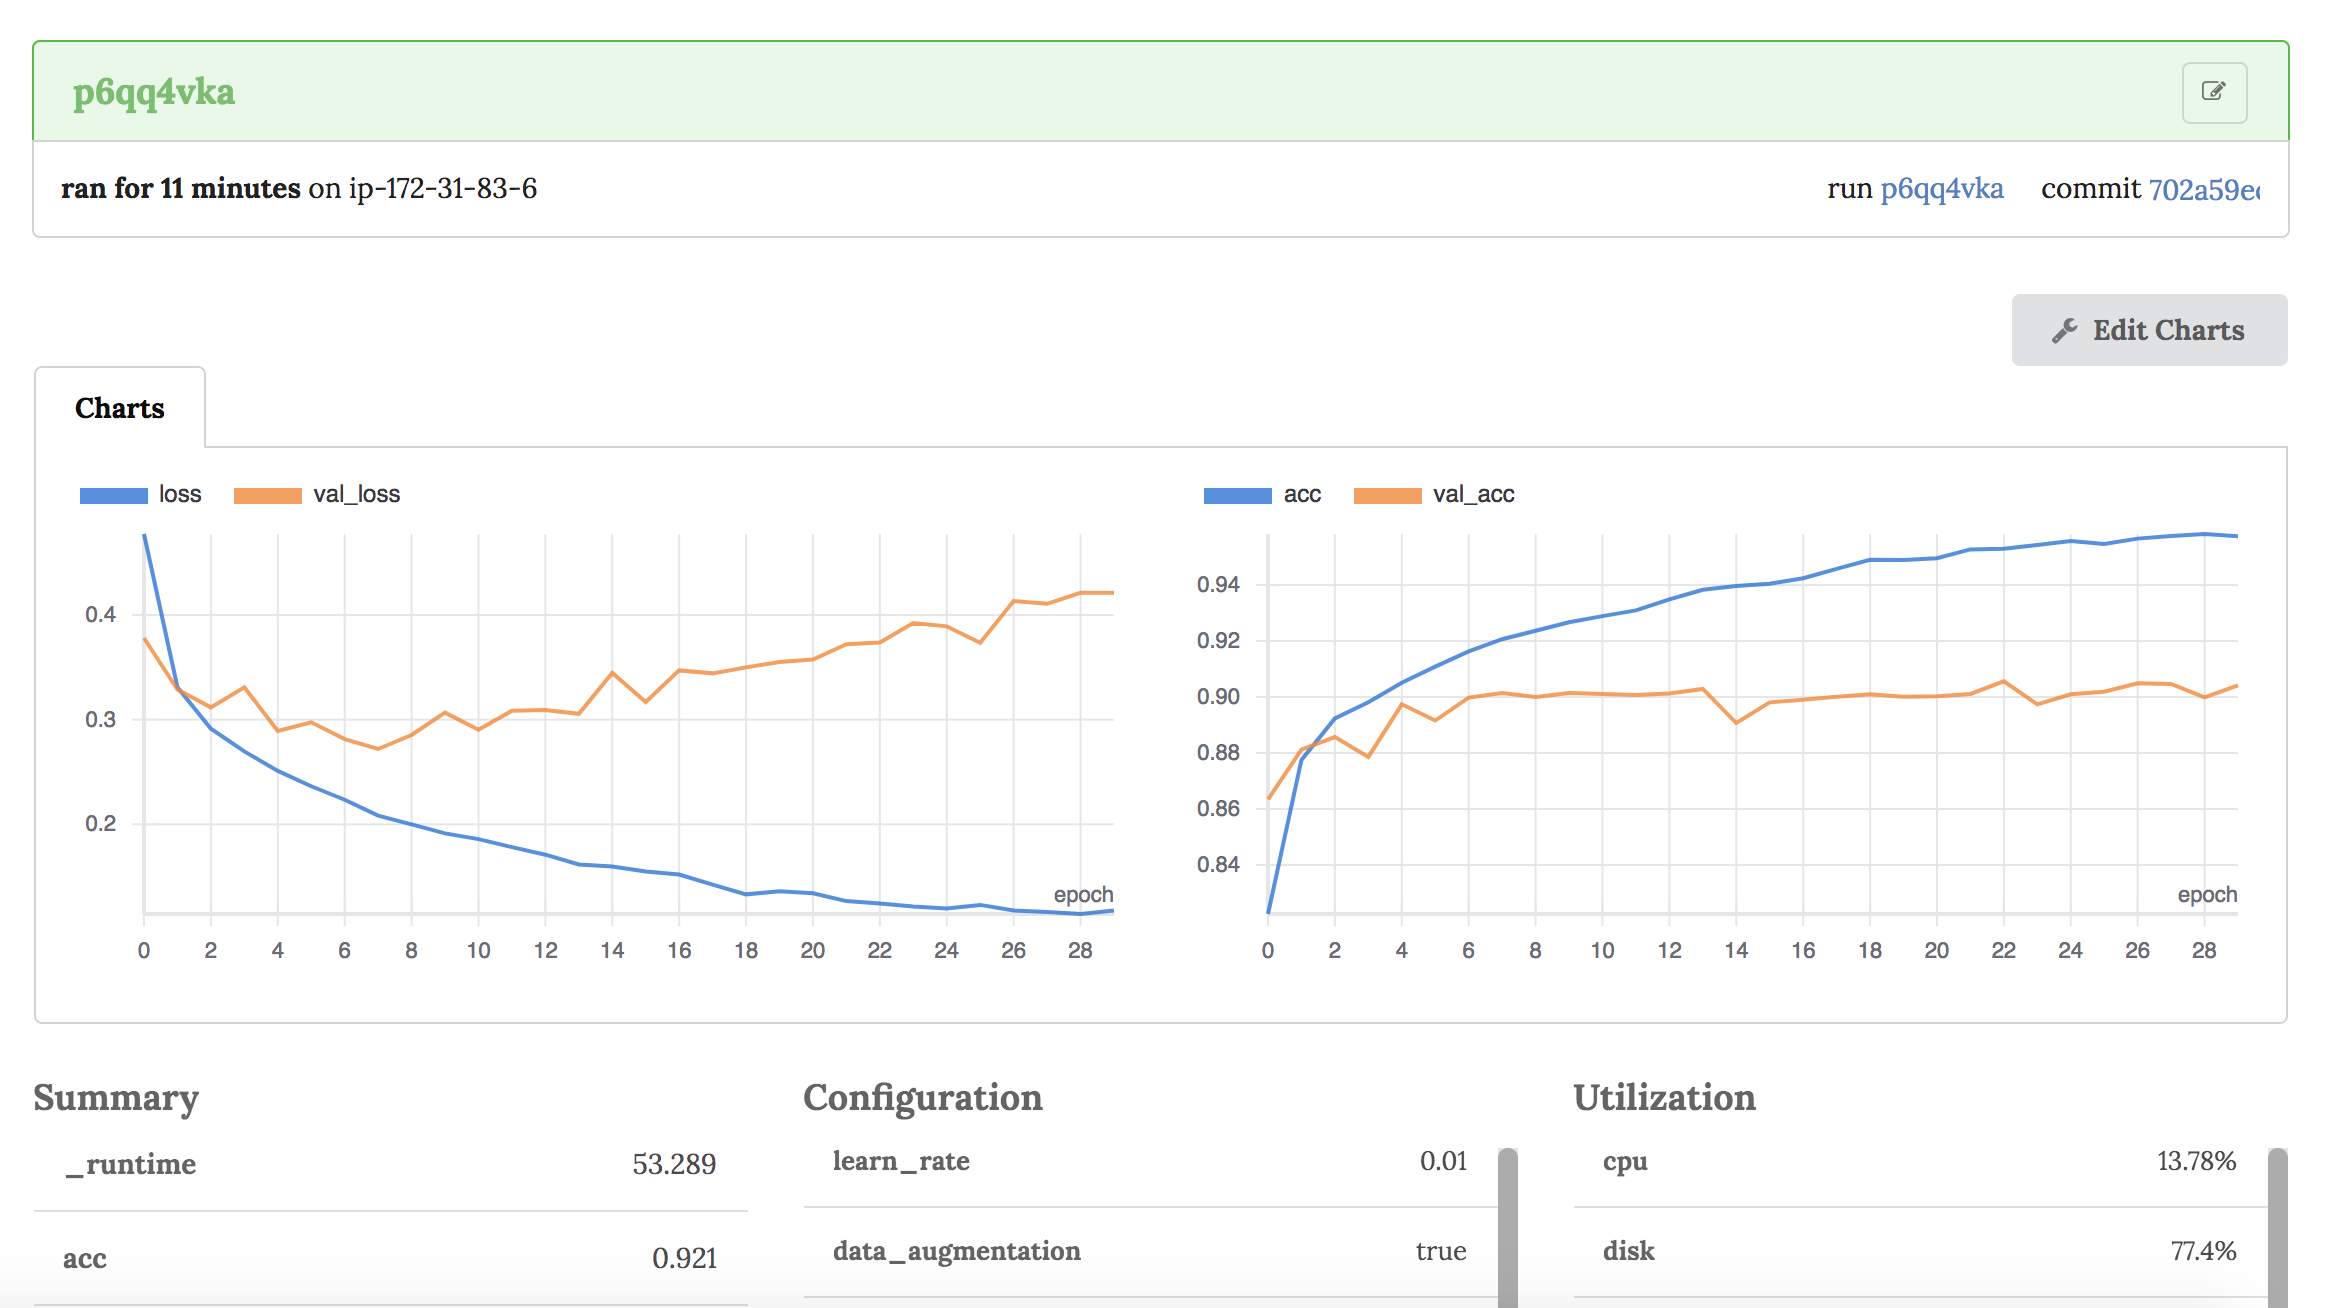 p6qq4vka
ran for 11 minutes on ip-172-31-83-6
run p6qq4vka commit 702a59e
Edit Charts
Charts
loss val_loss
0.4
0.3
0.2
epoch
0 2 4 6 8 10 12 14 16 18 20 22 24 26 28
acc val_acc
0.94
0.92
0.90
0.88
0.86
0.84
epoch
0 2 4 6 8 10 12 14 16 18 20 22 24 26 28
Summary
_runtime 53.289
acc 0.921
Configuration
learn_rate 0.01
data_augmentation true
Utilization
cpu 13.78%
disk 77.4%